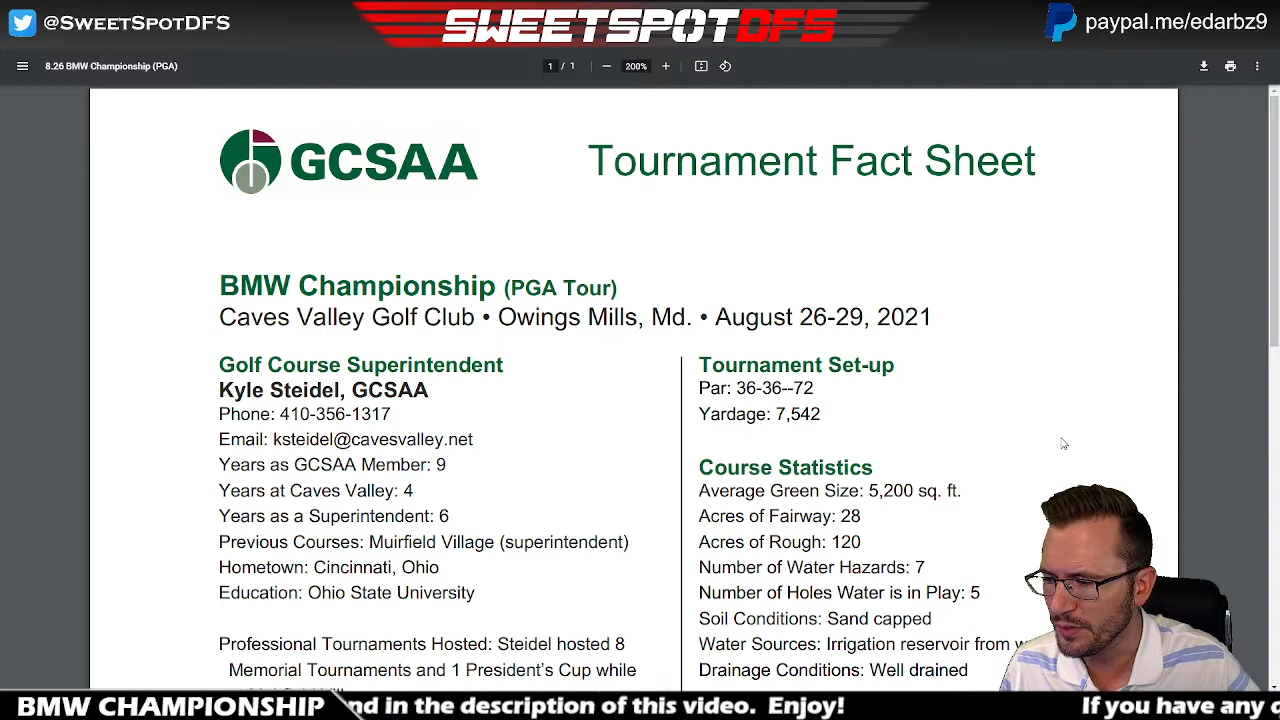 @SweetSpotDFS
SWEETSPOTDFS
paypal.me/edarbz9
8.26 BMW Championship (PGA)
1 / 1
200%
GCSAA
Tournament Fact Sheet
BMW Championship (PGA Tour)
Caves Valley Golf Club • Owings Mills, Md. • August 26-29, 2021
Golf Course Superintendent
Kyle Steidel, GCSAA
Phone: 410-356-1317
Email: ksteidel@cavesvalley.net
Years as GCSAA Member: 9
Years at Caves Valley: 4
Years as a Superintendent: 6
Previous Courses: Muirfield Village (superintendent)
Hometown: Cincinnati, Ohio
Education: Ohio State University
Professional Tournaments Hosted: Steidel hosted 8
Memorial Tournaments and 1 President's Cup while
Tournament Set-up
Par: 36-36--72
Yardage: 7,542
Course Statistics
Average Green Size: 5,200 sq. ft.
Acres of Fairway: 28
Acres of Rough: 120
Number of Water Hazards: 7
Number of Holes Water is in Play: 5
Soil Conditions: Sand capped
Water Sources: Irrigation reservoir from
Drainage Conditions: Well drained
BMW CHAMPIONSHIP
nd in the description of this video. Enjoy!
If you have any